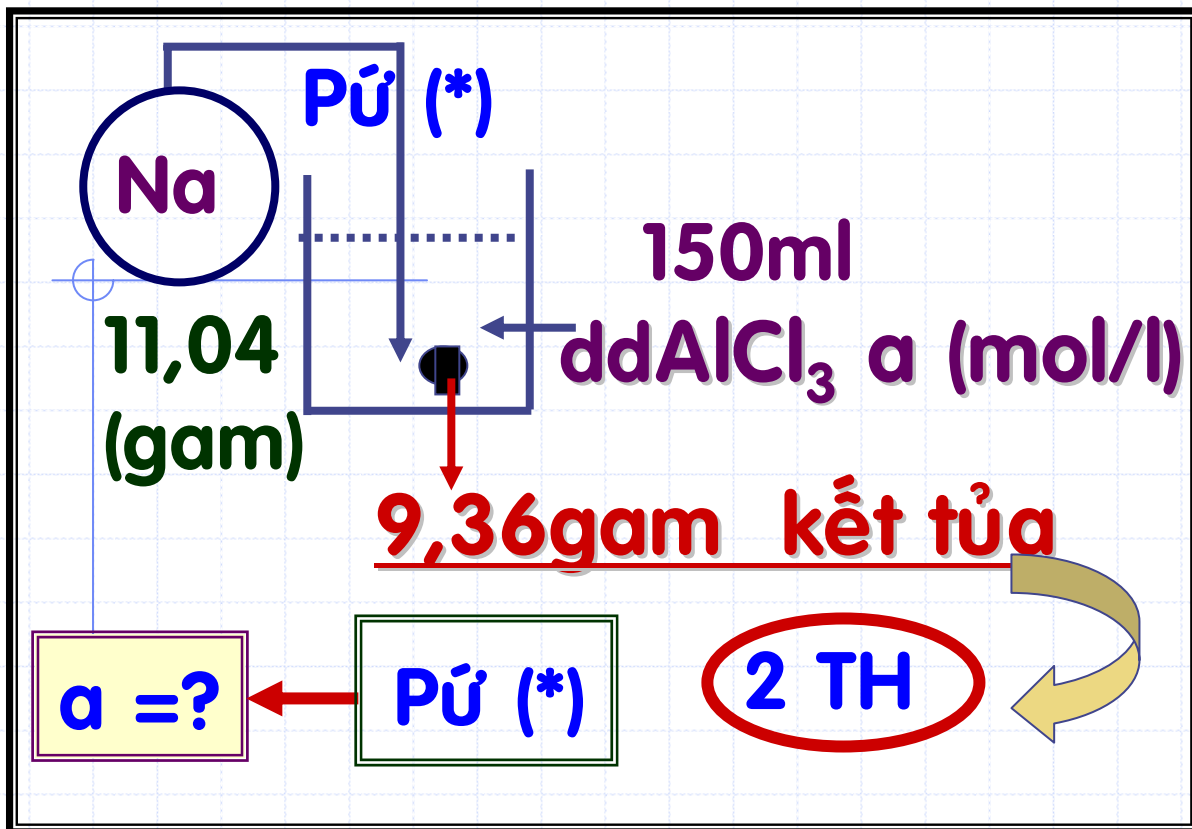 Pứ (*)
Na
150ml
ddAlCl₃ a (mol/l)
11,04
(gam)
9,36gam kết tủa
a =?
Pứ (*)
2 TH